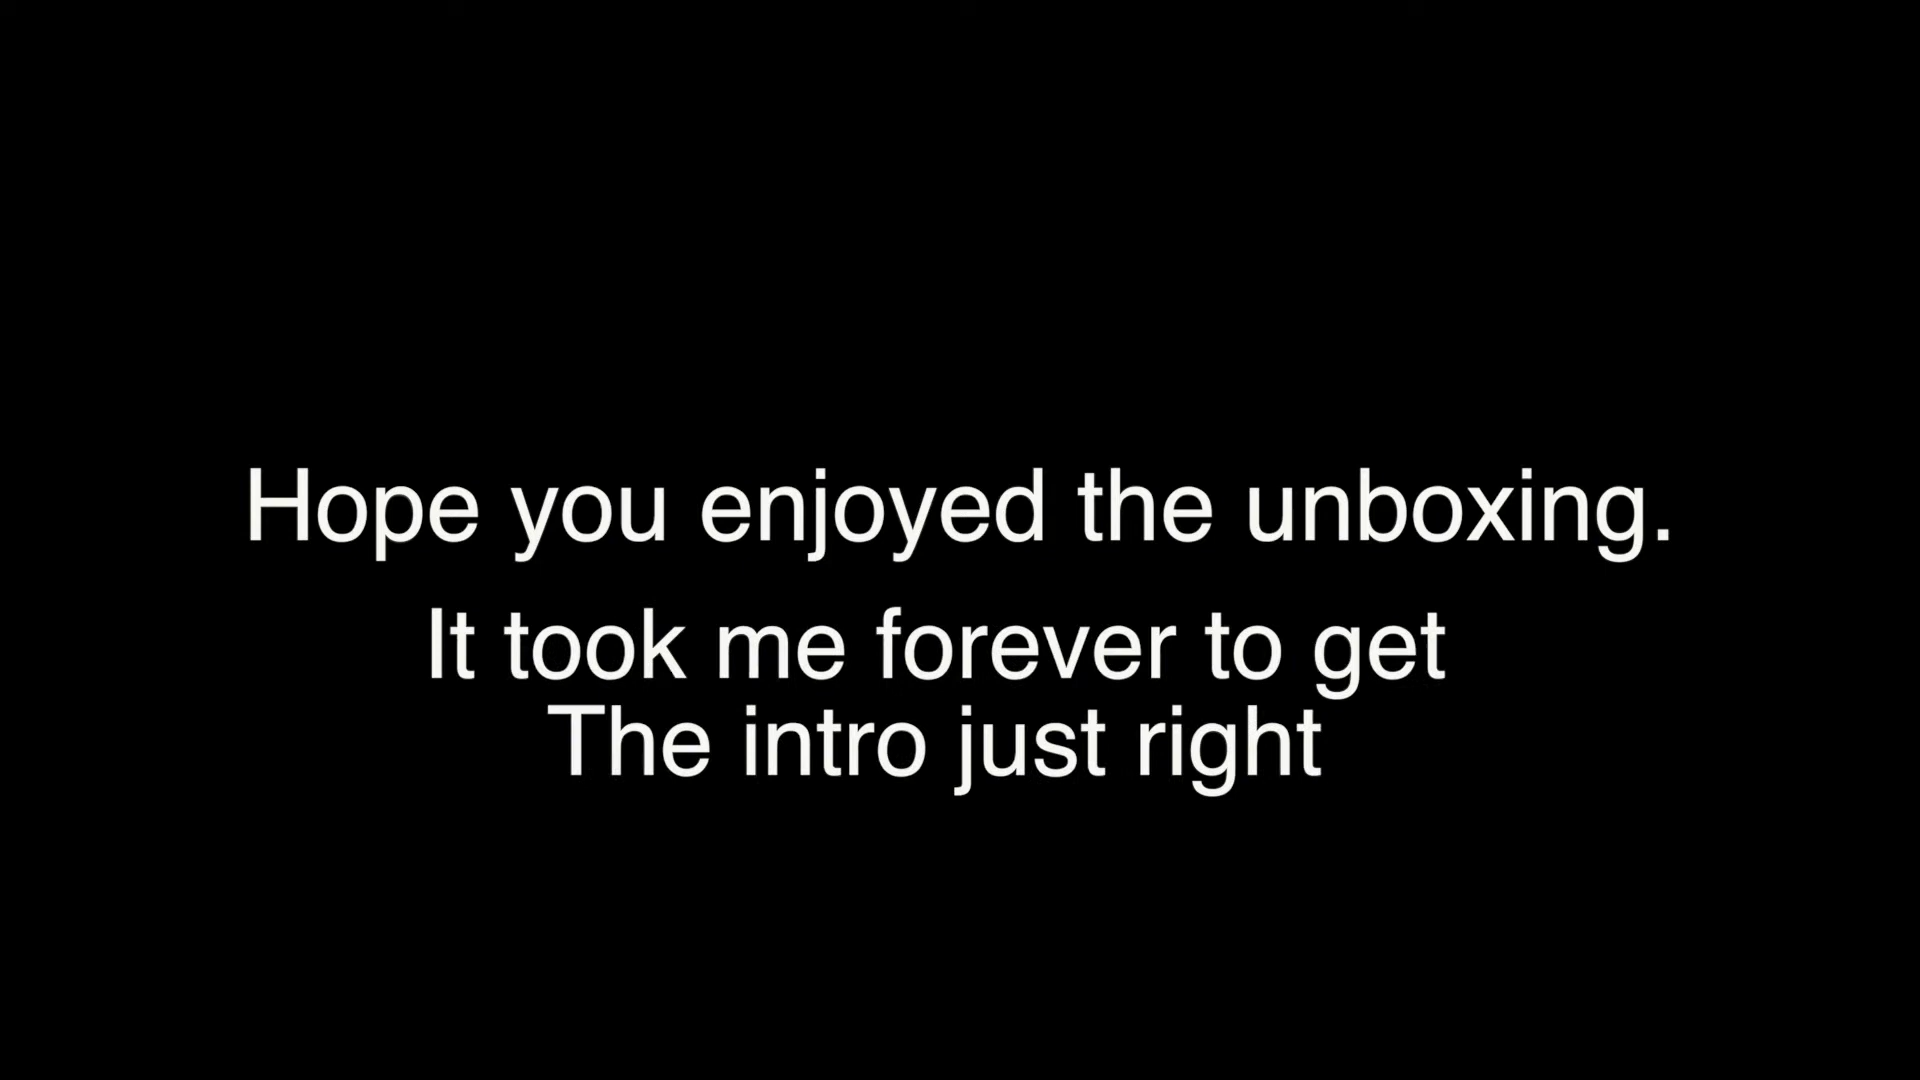 Hope you enjoyed the unboxing.
It took me forever to get
The intro just right